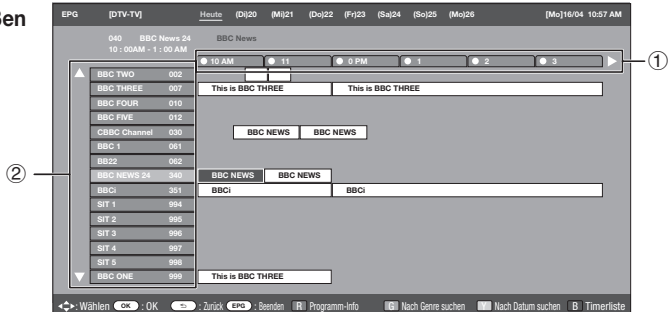 Ben
EPG [DTV-TV] Heute (Di)20 (Mi)21 (Do)22 (Fr)23 (Sa)24 (So)25 (Mo)26 [Mo]16/04 10:57 AM
040 BBC News 24 BBC News
10 : 00AM - 1 : 00 AM
10 AM 11 0 PM 1 2 3
①
BBC TWO 002
BBC THREE 007 This is BBC THREE This is BBC THREE
BBC FOUR 010
BBC FIVE 012
CBBC Channel 030 BBC NEWS BBC NEWS
BBC 1 061
BB22 062
②
BBC NEWS 24 340 BBC NEWS BBC NEWS
BBCi 351 BBCi BBCi
SIT 1 994
SIT 2 995
SIT 3 996
SIT 4 997
SIT 5 998
BBC ONE 999 This is BBC THREE
: Wählen OK : OK : Zurück EPG : Beenden R Programm-Info G Nach Genre suchen Y Nach Datum suchen B Timerliste